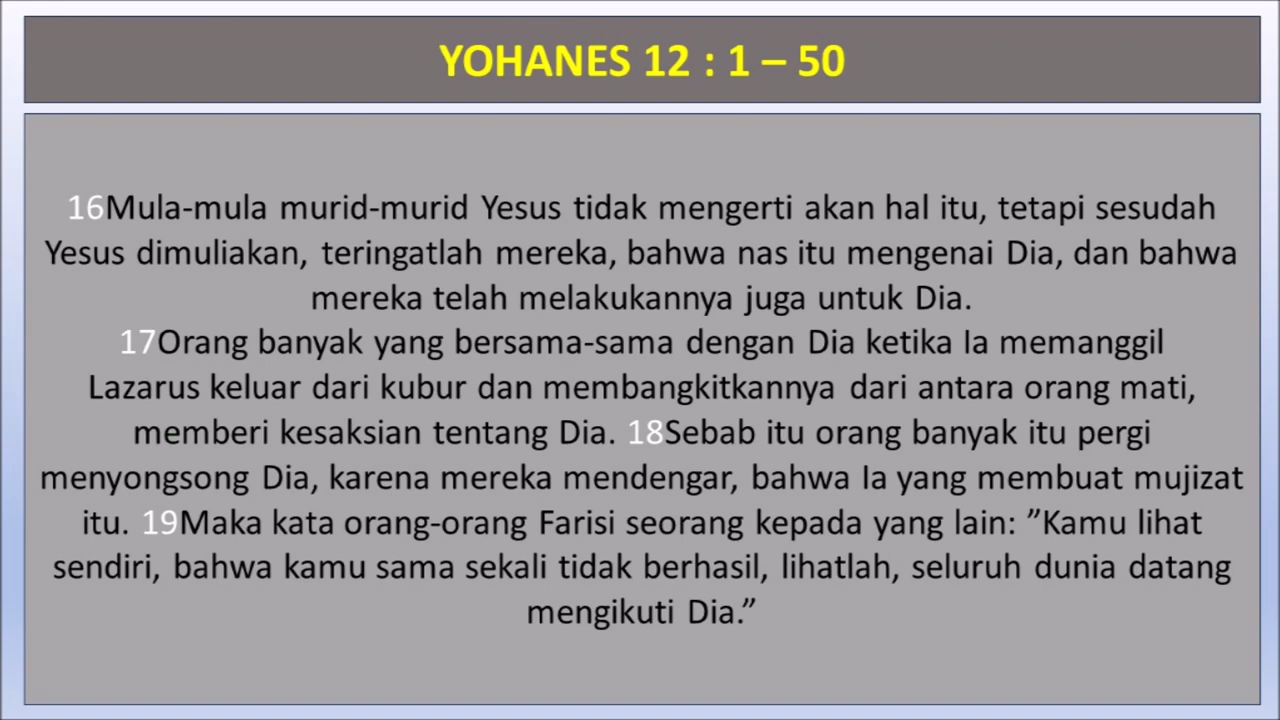 YOHANES 12 : 1 – 50
16Mula-mula murid-murid Yesus tidak mengerti akan hal itu, tetapi sesudah
Yesus dimuliakan, teringatlah mereka, bahwa nas itu mengenai Dia, dan bahwa
mereka telah melakukannya juga untuk Dia.
17Orang banyak yang bersama-sama dengan Dia ketika Ia memanggil
Lazarus keluar dari kubur dan membangkitkannya dari antara orang mati,
memberi kesaksian tentang Dia. 18Sebab itu orang banyak itu pergi
menyongsong Dia, karena mereka mendengar, bahwa Ia yang membuat mujizat
itu. 19Maka kata orang-orang Farisi seorang kepada yang lain: ”Kamu lihat
sendiri, bahwa kamu sama sekali tidak berhasil, lihatlah, seluruh dunia datang
mengikuti Dia.”